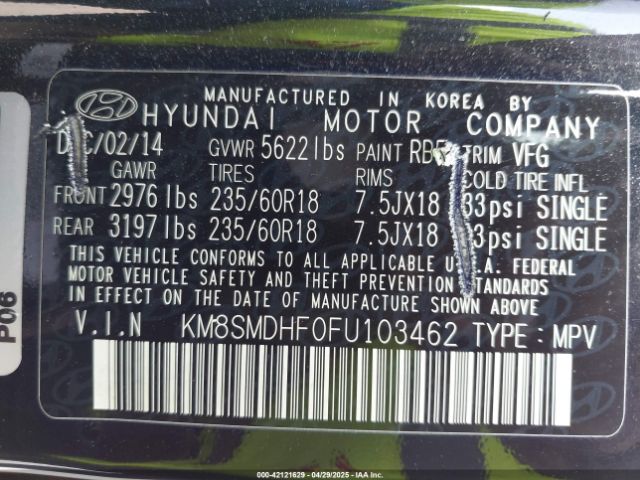 MANUFACTURED IN KOREA BY
HYUNDAI MOTOR COMPANY
/02/14 GVWR 5622lbs PAINT TRIM VFG
GAWR TIRES RIMS COLD TIRE INFL
FRONT 2976lbs 235/60R18 7.5JX18 33psi SINGLE
REAR 3197lbs 235/60R18 7.5JX18 33psi SINGLE
THIS VEHICLE CONFORMS TO ALL APPLICABLE U.S.A. FEDERAL
MOTOR VEHICLE SAFETY AND THEFT PREVENTION STANDARDS
IN EFFECT ON THE DATE OF MANUFACTURE SHOWN ABOVE.
V.I.N KM8SMDHF0FU103462 TYPE : MPV
P06
000-42121629 04/29/2025 IAAI.COM